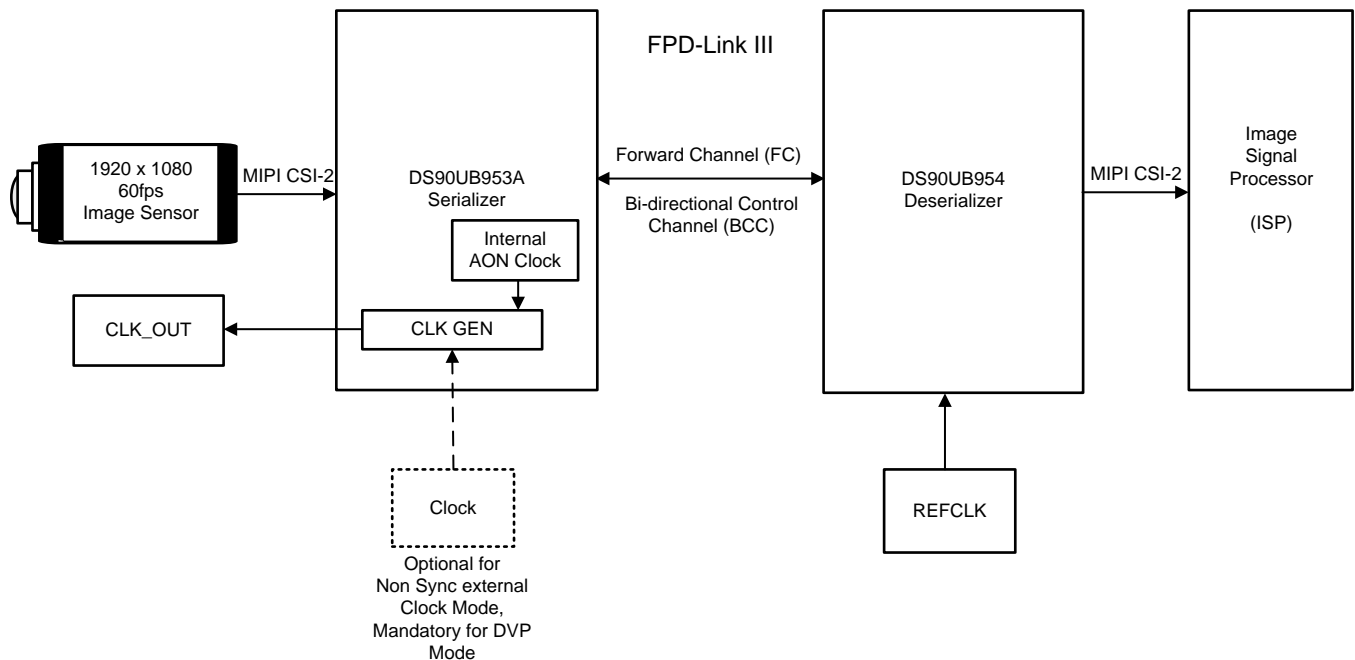 FPD-Link III
1920 x 1080
60fps
Image Sensor
MIPI CSI-2
DS90UB953A
Serializer
Internal
AON Clock
CLK GEN
CLK_OUT
Clock
Optional for
Non Sync external
Clock Mode,
Mandatory for DVP
Mode
Forward Channel (FC)
Bi-directional Control
Channel (BCC)
DS90UB954
Deserializer
REFCLK
MIPI CSI-2
Image
Signal
Processor
(ISP)